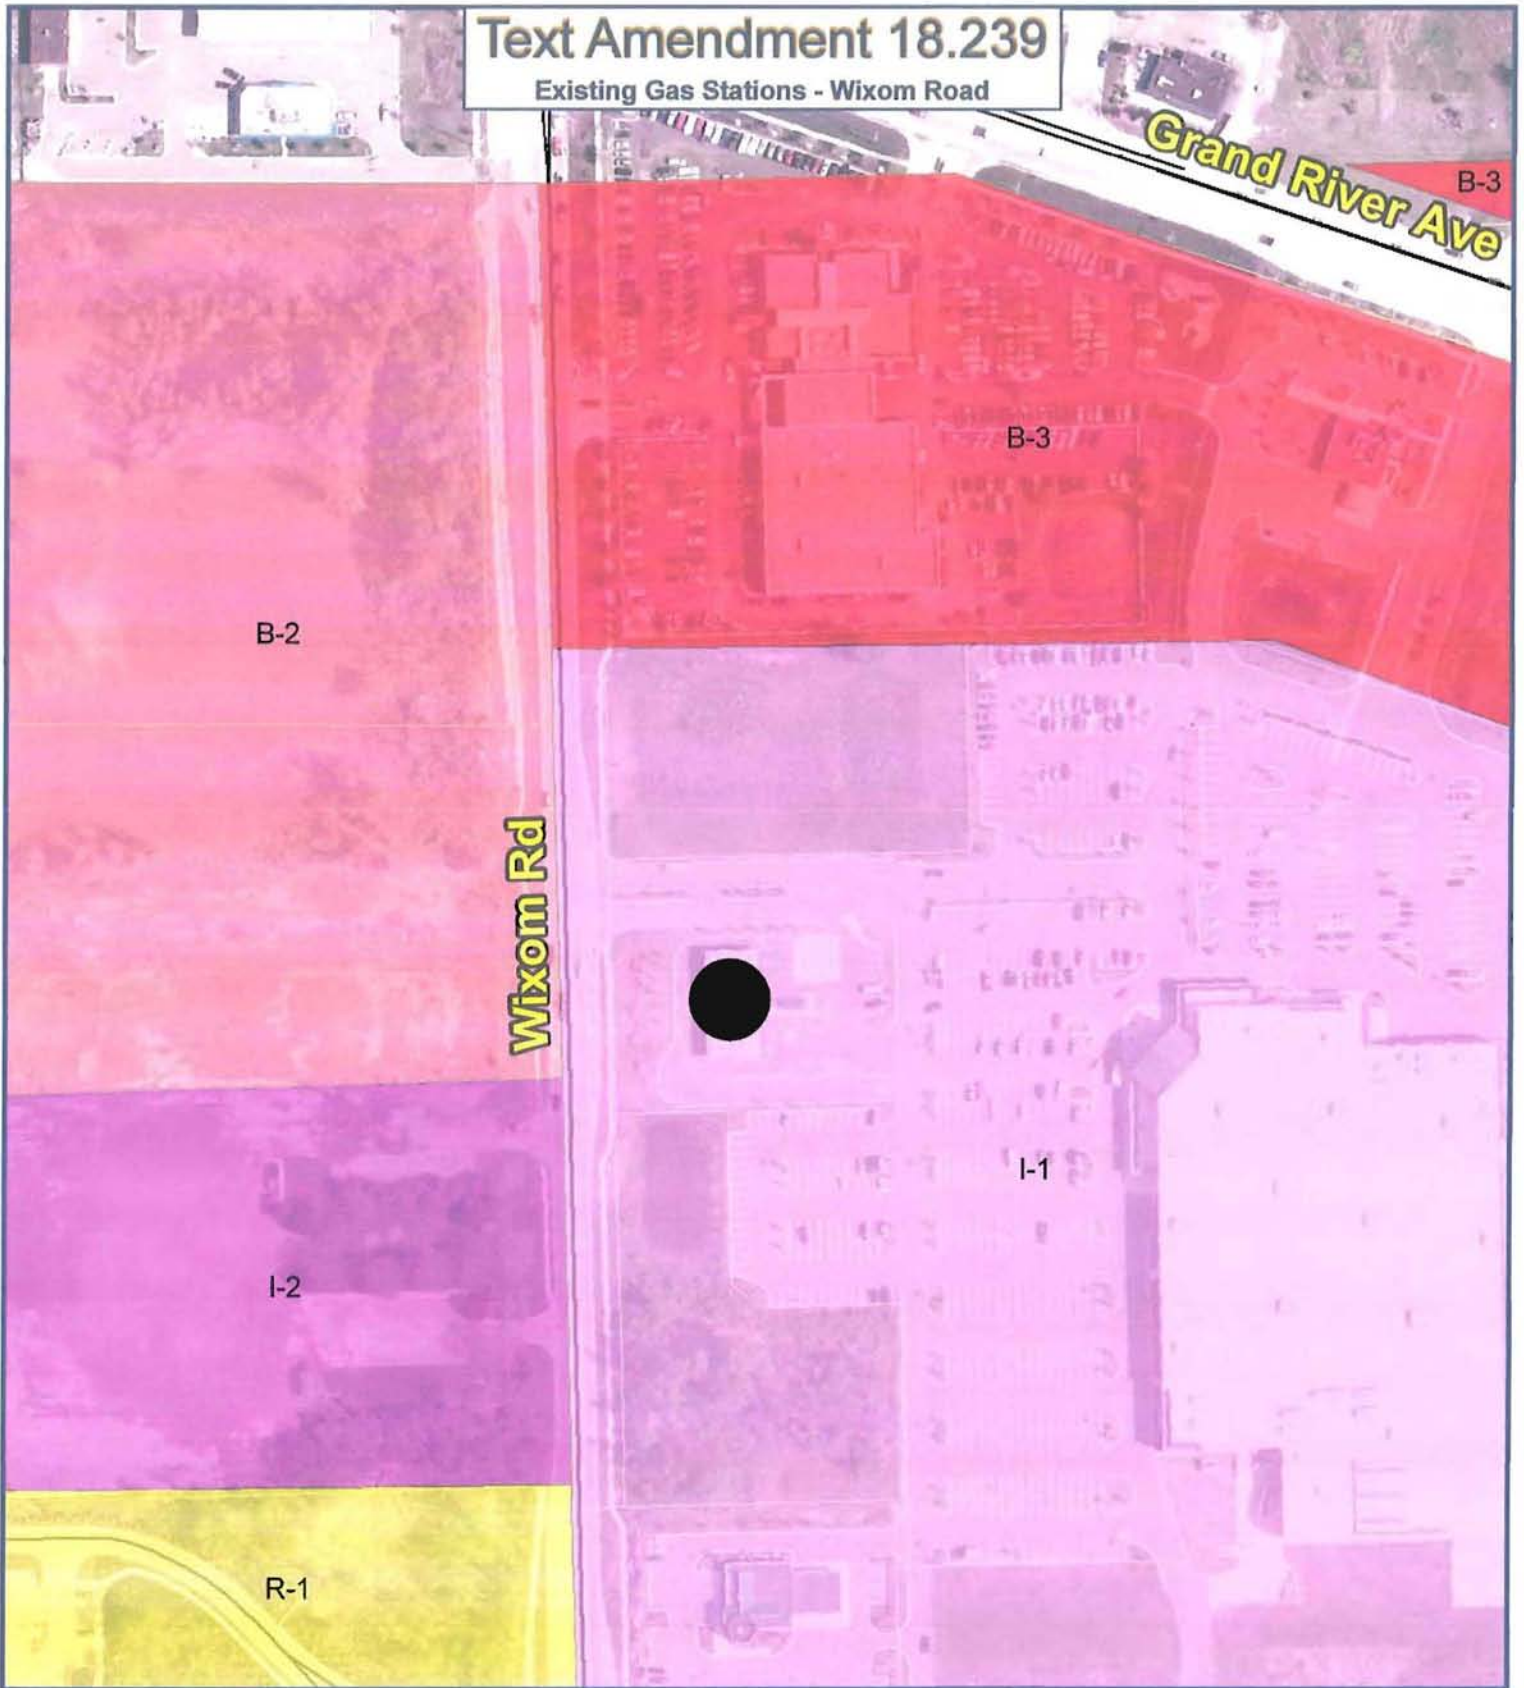 Text Amendment 18.239
Existing Gas Stations - Wixom Road
Grand River Ave
B-3
B-3
B-2
Wixom Rd
I-1
I-2
R-1